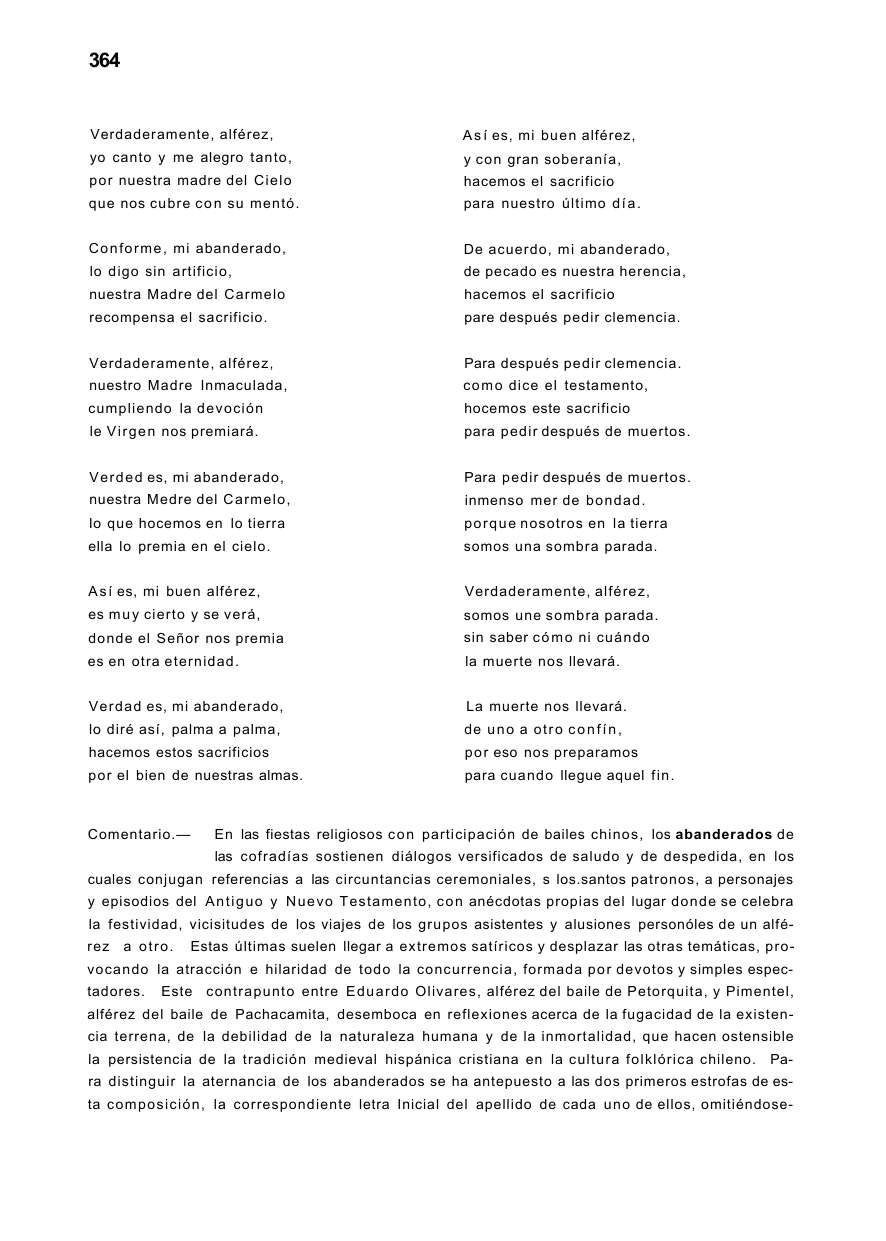 364
Verdaderamente, alférez,
yo canto y me alegro tanto,
por nuestra madre del Cielo
que nos cubre con su mentó.
Conforme, mi abanderado,
lo digo sin artificio,
nuestra Madre del Carmelo
recompensa el sacrificio.
Verdaderamente, alférez,
nuestro Madre Inmaculada,
cumpliendo la devoción
le Virgen nos premiará.
Verded es, mi abanderado,
nuestra Medre del Carmelo,
lo que hocemos en lo tierra
ella lo premia en el cielo.
Así es, mi buen alférez,
es muy cierto y se verá,
donde el Señor nos premia
es en otra eternidad.
Verdad es, mi abanderado,
lo diré así, palma a palma,
hacemos estos sacrificios
por el bien de nuestras almas.
Así es, mi buen alférez,
y con gran soberanía,
hacemos el sacrificio
para nuestro último día.
De acuerdo, mi abanderado,
de pecado es nuestra herencia,
hacemos el sacrificio
pare después pedir clemencia.
Para después pedir clemencia.
como dice el testamento,
hocemos este sacrificio
para pedir después de muertos.
Para pedir después de muertos.
inmenso mer de bondad.
porque nosotros en la tierra
somos una sombra parada.
Verdaderamente, alférez,
somos une sombra parada.
sin saber cómo ni cuándo
la muerte nos llevará.
La muerte nos llevará.
de uno a otro confín,
por eso nos preparamos
para cuando llegue aquel fin.
Comentario.— En las fiestas religiosos con participación de bailes chinos, los abanderados de
las cofradías sostienen diálogos versificados de saludo y de despedida, en los
cuales conjugan referencias a las circuntancias ceremoniales, s los.santos patronos, a personajes
y episodios del Antiguo y Nuevo Testamento, con anécdotas propias del lugar donde se celebra
la festividad, vicisitudes de los viajes de los grupos asistentes y alusiones personóles de un alfé-
rez a otro. Estas últimas suelen llegar a extremos satíricos y desplazar las otras temáticas, pro-
vocando la atracción e hilaridad de todo la concurrencia, formada por devotos y simples espec-
tadores. Este contrapunto entre Eduardo Olivares, alférez del baile de Petorquita, y Pimentel,
alférez del baile de Pachacamita, desemboca en reflexiones acerca de la fugacidad de la existen-
cia terrena, de la debilidad de la naturaleza humana y de la inmortalidad, que hacen ostensible
la persistencia de la tradición medieval hispánica cristiana en la cultura folklórica chileno. Pa-
ra distinguir la aternancia de los abanderados se ha antepuesto a las dos primeros estrofas de es-
ta composición, la correspondiente letra Inicial del apellido de cada uno de ellos, omitiéndose-